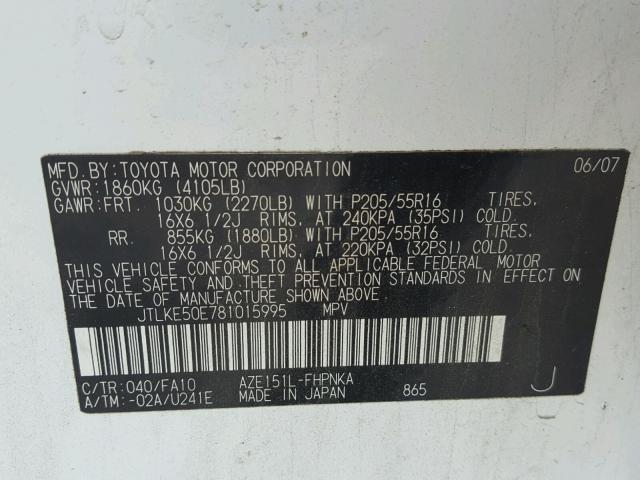 MFD. BY: TOYOTA MOTOR CORPORATION 06/07
GVWR: 1860KG (4105LB)
GAWR: FRT. 1030KG (2270LB) WITH P205/55R16 TIRES,
16X6 1/2J RIMS, AT 240KPA (35PSI) COLD.
RR. 855KG (1880LB) WITH P205/55R16 TIRES,
16X6 1/2J RIMS, AT 220KPA (32PSI) COLD.
THIS VEHICLE CONFORMS TO ALL APPLICABLE FEDERAL MOTOR
VEHICLE SAFETY AND THEFT PREVENTION STANDARDS IN EFFECT ON
THE DATE OF MANUFACTURE SHOWN ABOVE.
JTLKE50E781015995 MPV
C/TR: 040/FA10 AZE151L-FHPNKA
A/TM: -02A/U241E MADE IN JAPAN 865 J